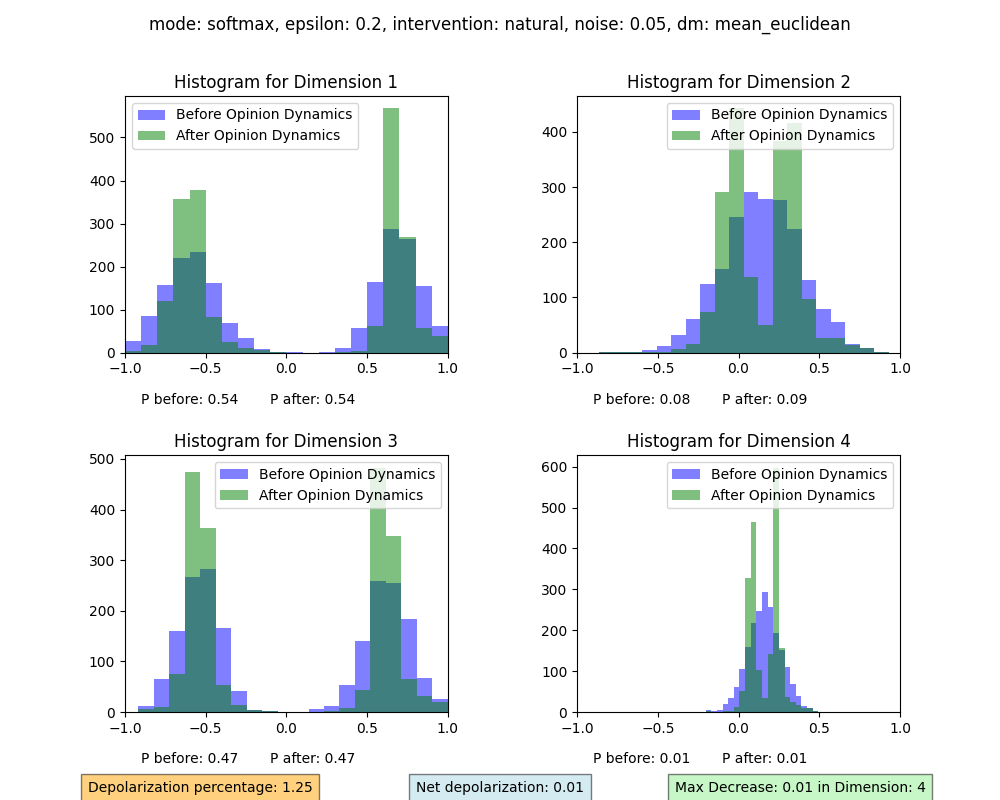 mode: softmax, epsilon: 0.2, intervention: natural, noise: 0.05, dm: mean_euclidean
Histogram for Dimension 1
Before Opinion Dynamics
After Opinion Dynamics
500
400
300
200
100
0
−1.0 −0.5 0.0 0.5 1.0
P before: 0.54 P after: 0.54
Histogram for Dimension 2
Before Opinion Dynamics
After Opinion Dynamics
400
300
200
100
0
−1.0 −0.5 0.0 0.5 1.0
P before: 0.08 P after: 0.09
Histogram for Dimension 3
Before Opinion Dynamics
After Opinion Dynamics
500
400
300
200
100
0
−1.0 −0.5 0.0 0.5 1.0
P before: 0.47 P after: 0.47
Histogram for Dimension 4
Before Opinion Dynamics
After Opinion Dynamics
600
500
400
300
200
100
0
−1.0 −0.5 0.0 0.5 1.0
P before: 0.01 P after: 0.01
Depolarization percentage: 1.25
Net depolarization: 0.01
Max Decrease: 0.01 in Dimension: 4